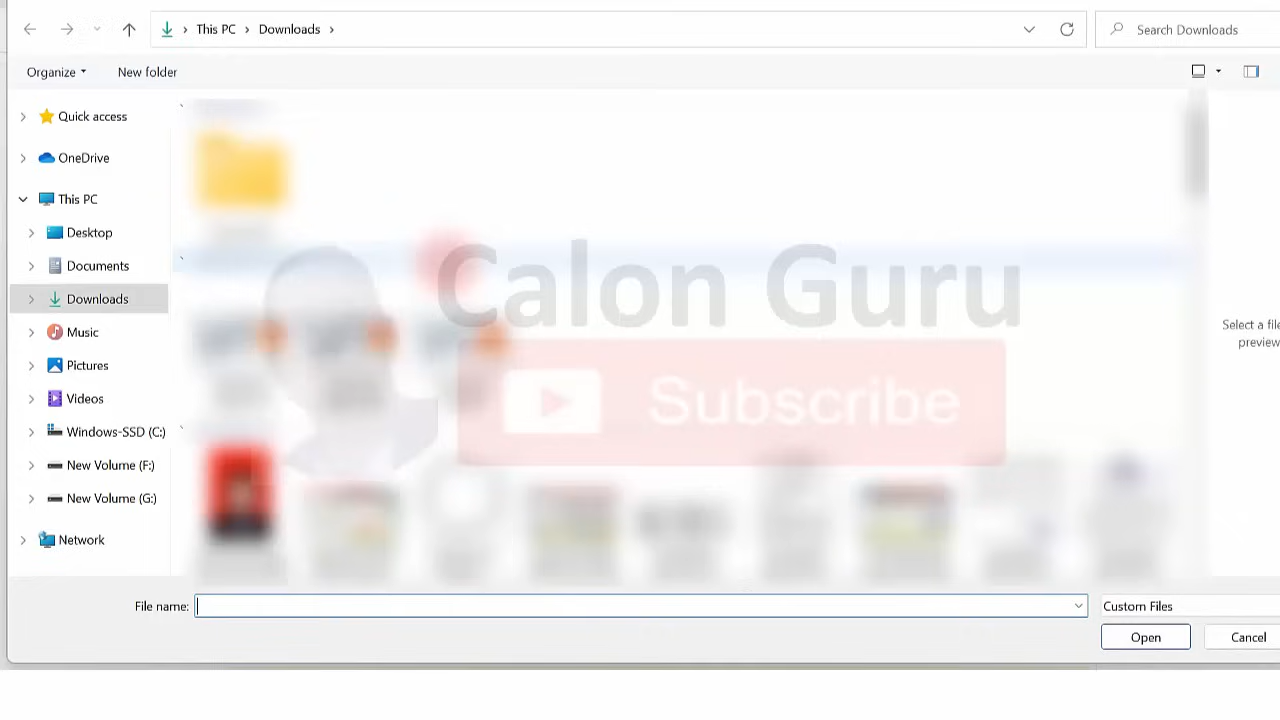 This PC
Downloads
Search Downloads
Organize
New folder
Quick access
OneDrive
This PC
Desktop
Documents
Downloads
Music
Pictures
Videos
Windows-SSD (C:)
New Volume (F:)
New Volume (G:)
Network
Calon Guru
Subscribe
Select a file
preview
File name:
Custom Files
Open
Cancel